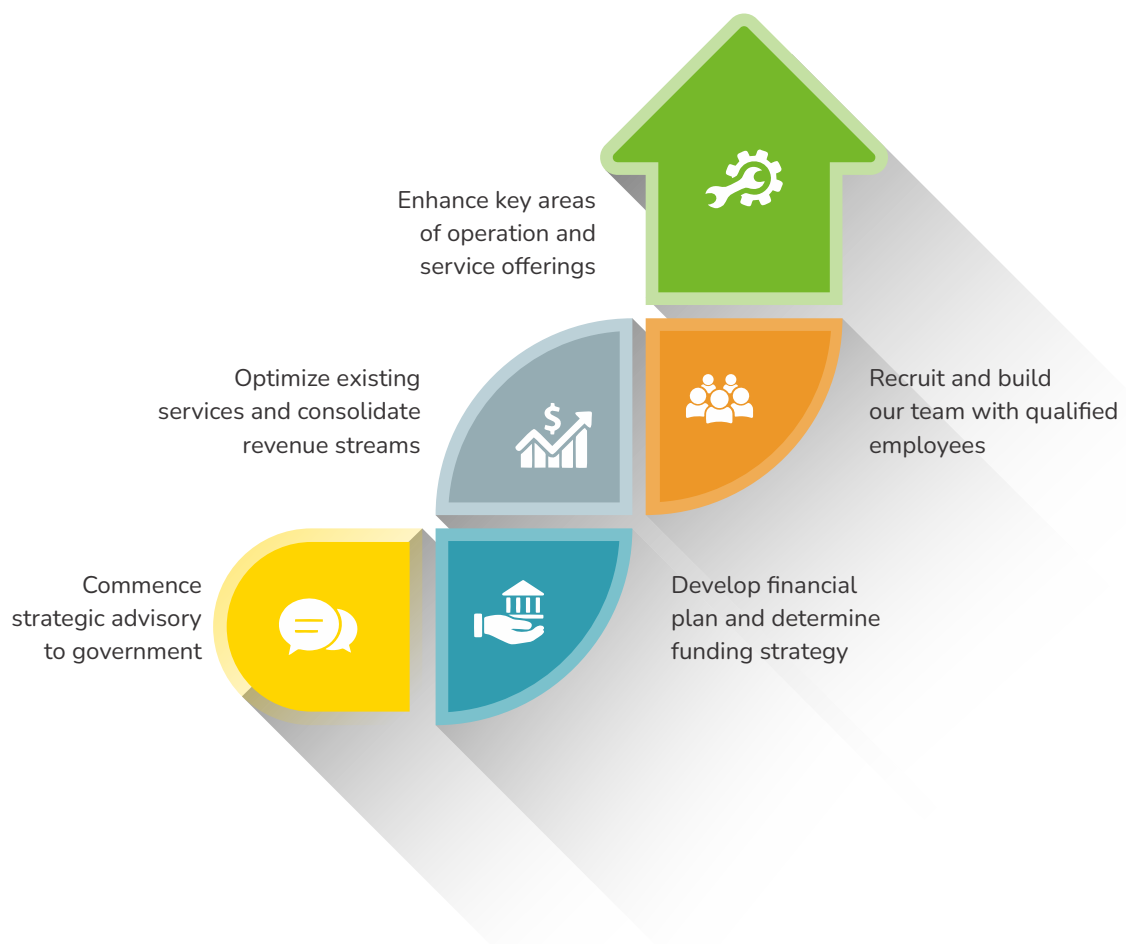 Enhance key areas
of operation and
service offerings
Optimize existing
services and consolidate
revenue streams
Recruit and build
our team with qualified
employees
Commence
strategic advisory
to government
Develop financial
plan and determine
funding strategy
$